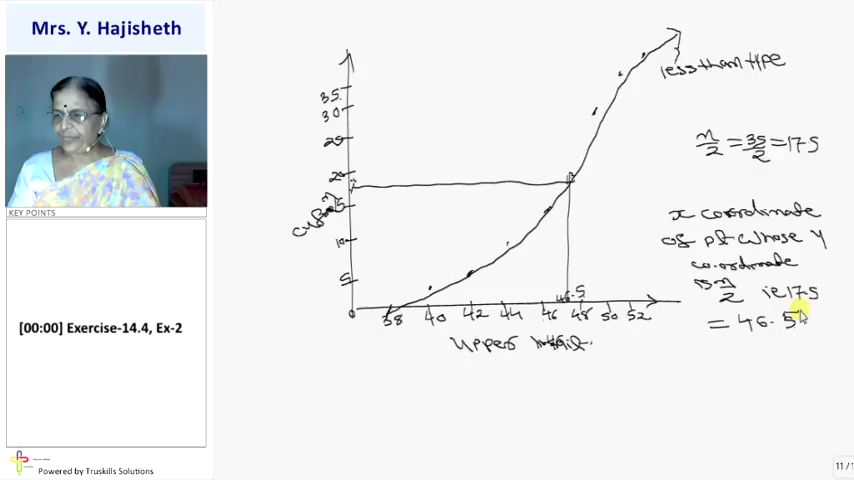 Mrs. Y. Hajisheth
KEY POINTS
[00:00] Exercise-14.4, Ex-2
Powered by Truskills Solutions
less than type
35
30
25
20
15
10
5
0
38 40 42 44 46 48 50 52
46.5
Upper
n/2 = 35/2 = 17.5
x coordinate
of pt whose y
co-ordinate
is n/2 ie 17.5
= 46.5
11 / 1